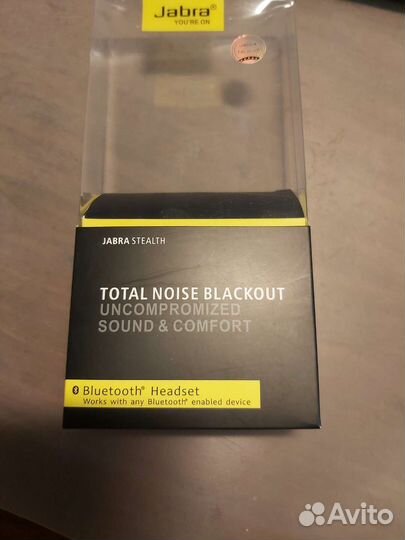 Jabra
YOU'RE ON
JABRA STEALTH
TOTAL NOISE BLACKOUT
UNCOMPROMIZED
SOUND & COMFORT
Bluetooth® Headset
Works with any Bluetooth® enabled device
Avito